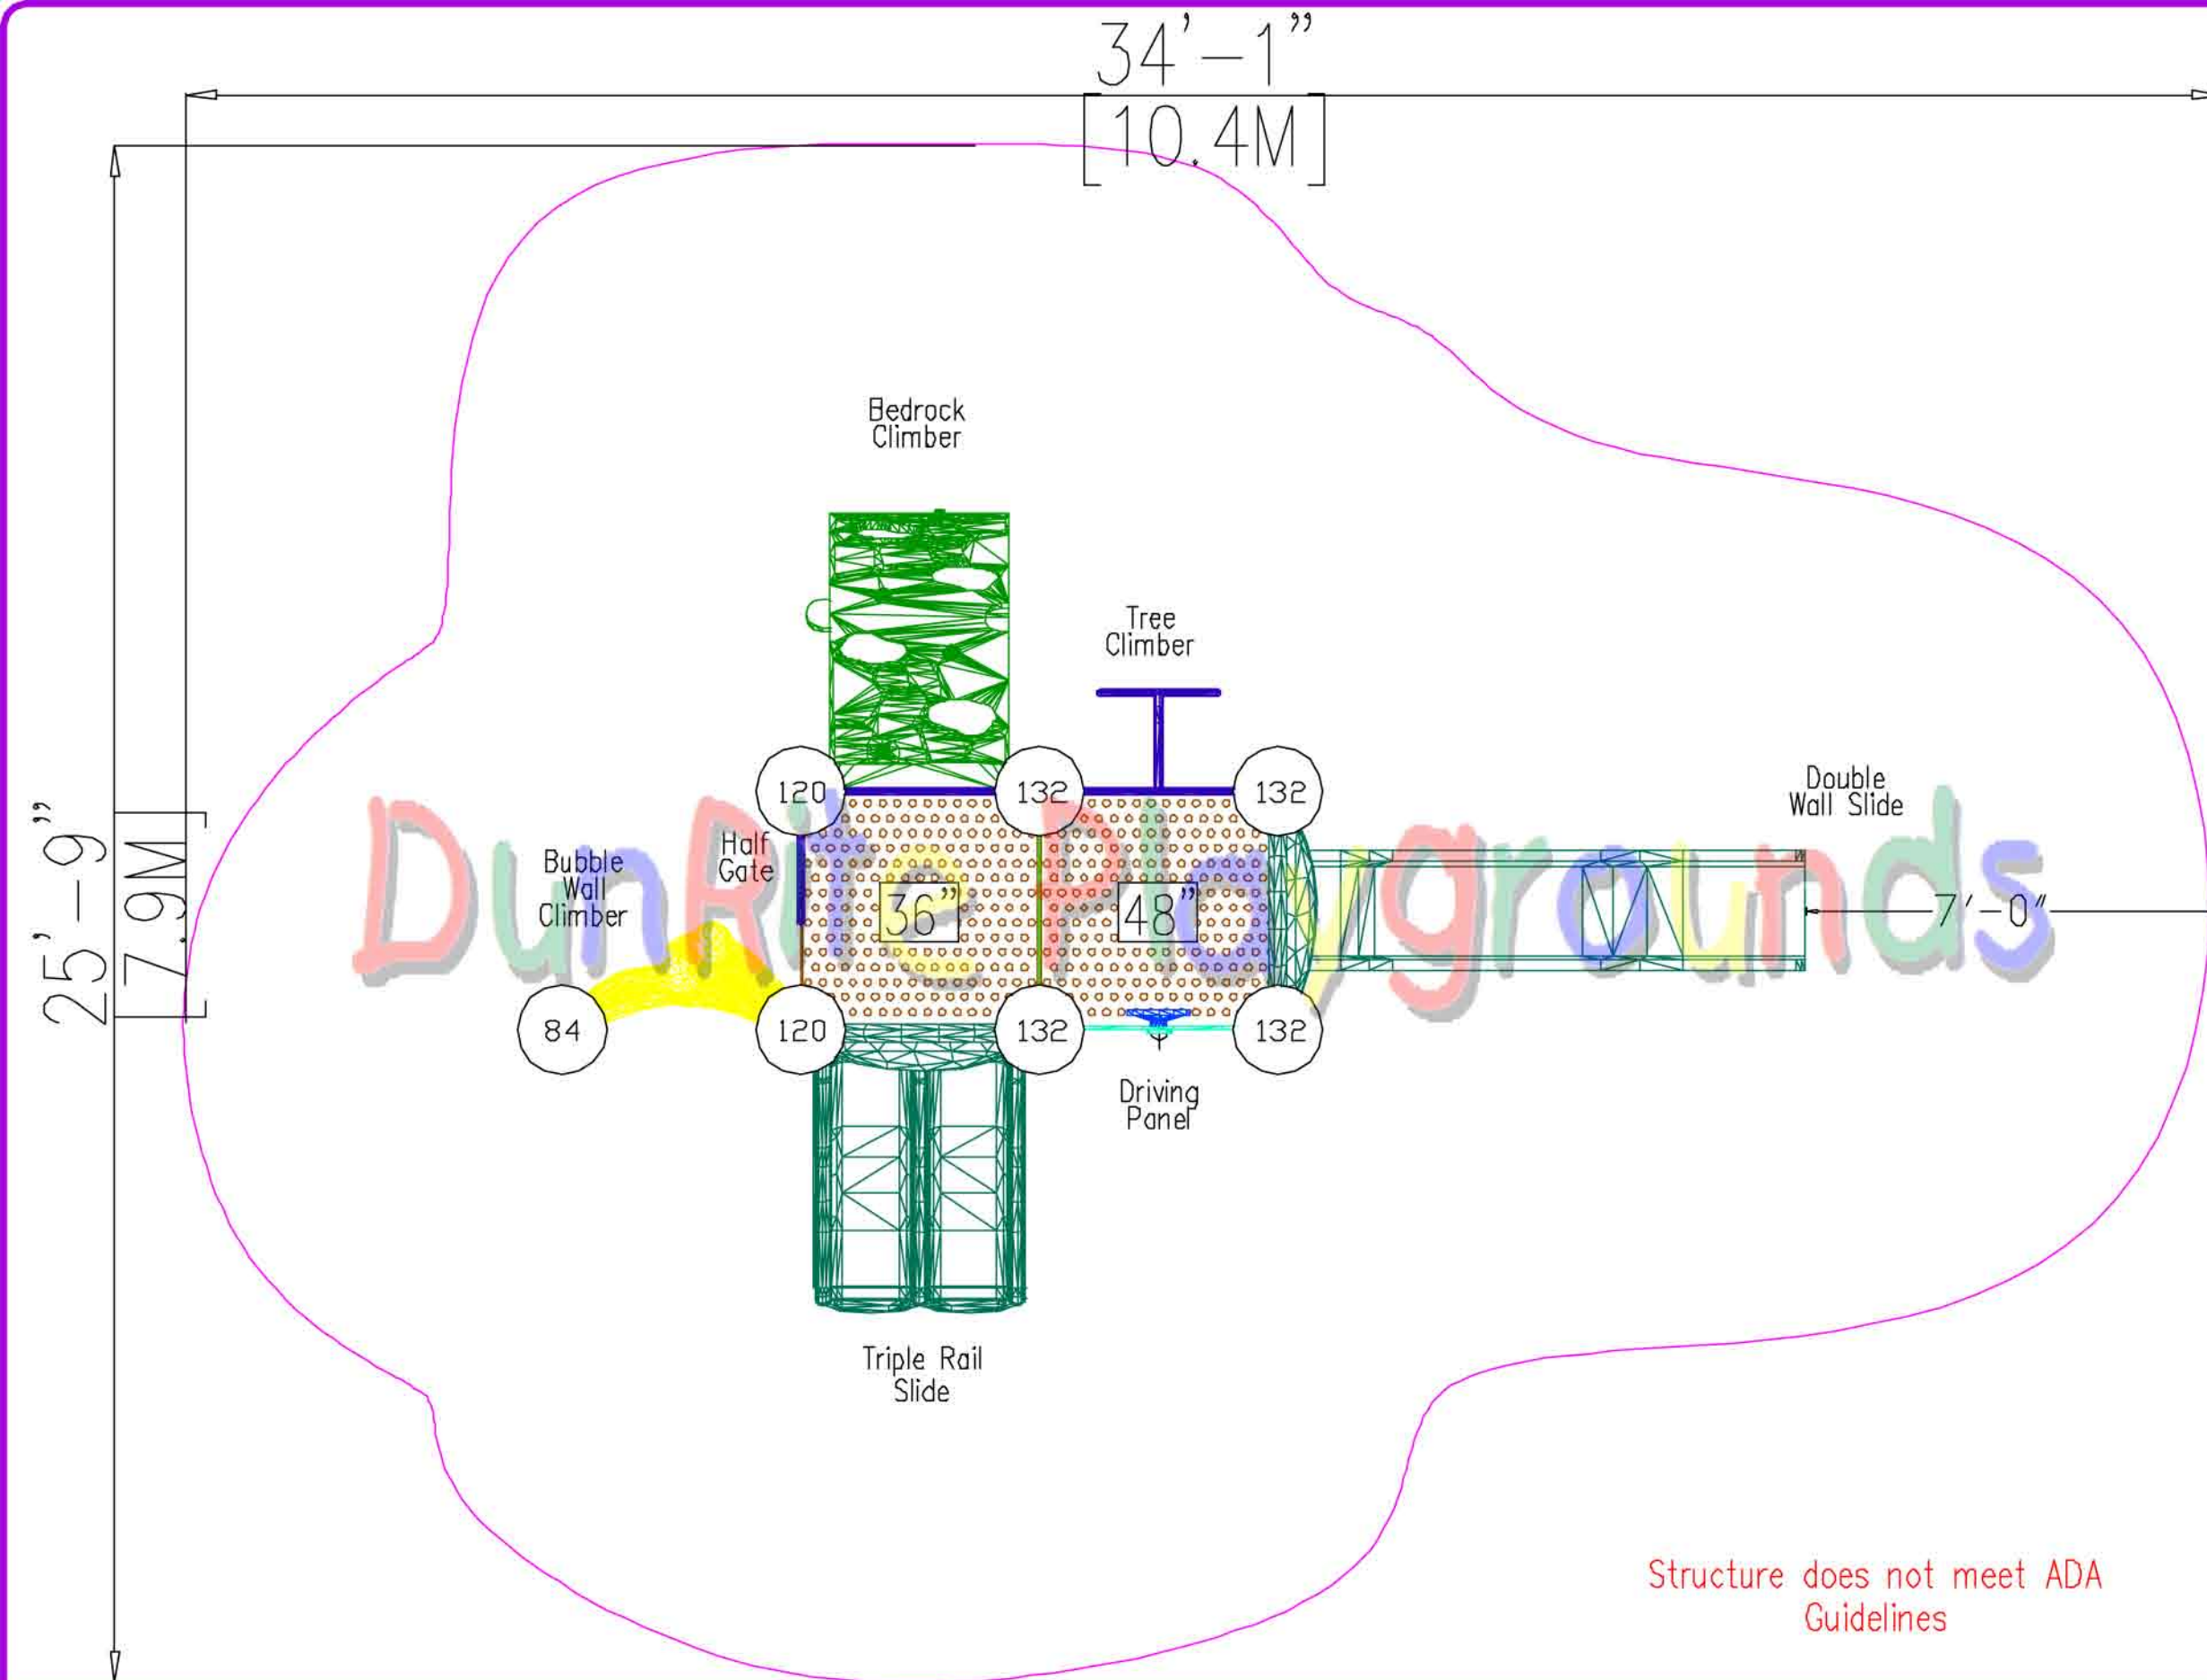 34'-1"
[10.4M]
25'-9"
[7.9M]
Bedrock
Climber
Tree
Climber
120
132
132
Double
Wall Slide
Half
Gate
Bubble
Wall
Climber
36"
48"
7'-0"
DunRite Playgrounds
84
120
132
132
Driving
Panel
Triple Rail
Slide
Structure does not meet ADA
Guidelines